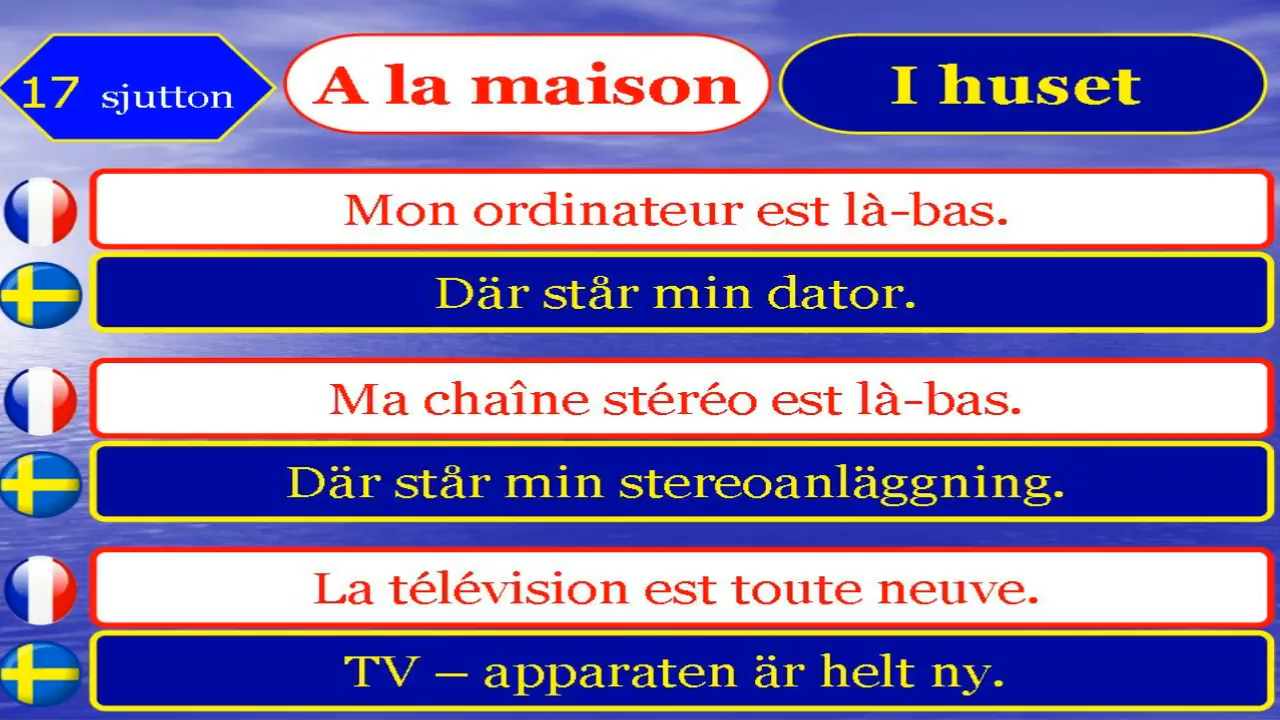 17 sjutton
A la maison
I huset
Mon ordinateur est là-bas.
Där står min dator.
Ma chaîne stéréo est là-bas.
Där står min stereoanläggning.
La télévision est toute neuve.
TV – apparaten är helt ny.